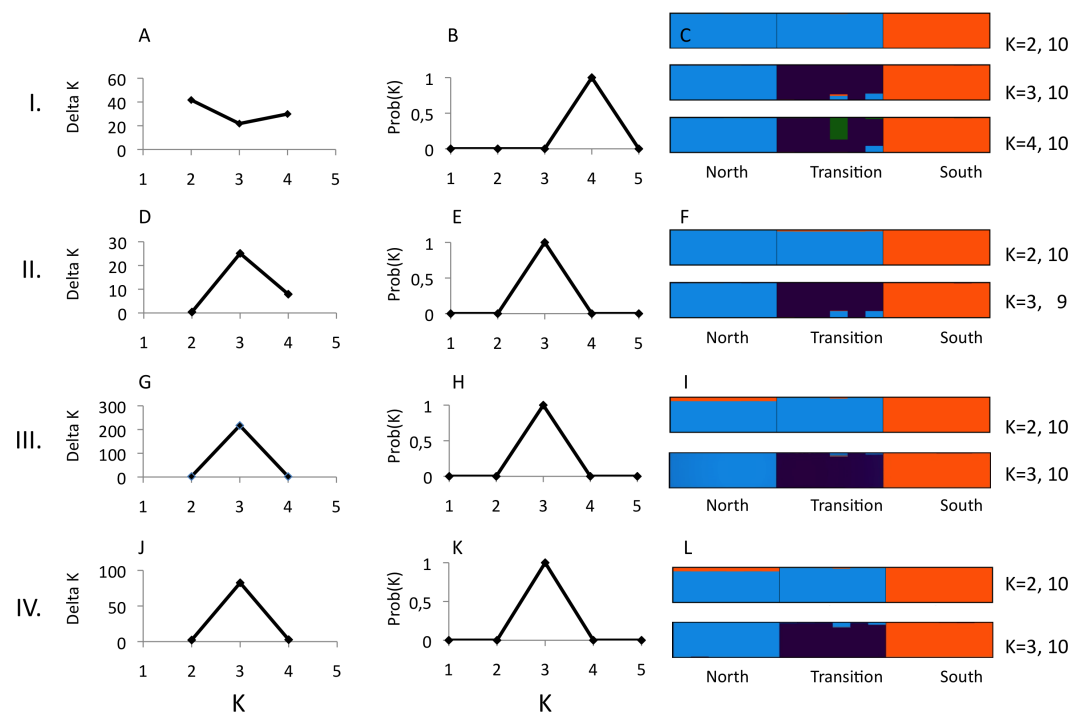 A B C
I.
Delta K
60
40
20
0
1 2 3 4 5
Prob(K)
1
0,5
0
1 2 3 4 5
K=2, 10
K=3, 10
K=4, 10
North Transition South
D E F
II.
Delta K
30
20
10
0
1 2 3 4 5
Prob(K)
1
0,5
0
1 2 3 4 5
K=2, 10
K=3, 9
North Transition South
G H I
III.
Delta K
300
200
100
0
1 2 3 4 5
Prob(K)
1
0,5
0
1 2 3 4 5
K=2, 10
K=3, 10
North Transition South
J K L
IV.
Delta K
100
50
0
1 2 3 4 5
K
Prob(K)
1
0,5
0
1 2 3 4 5
K
K=2, 10
K=3, 10
North Transition South